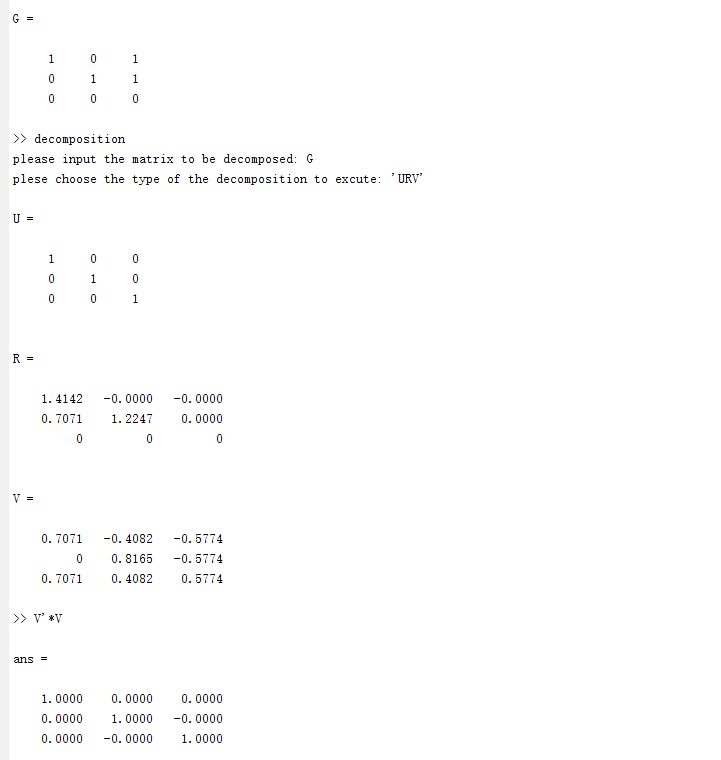 G =
1 0 1
0 1 1
0 0 0
>> decomposition
please input the matrix to be decomposed: G
plese choose the type of the decomposition to excute: 'URV'
U =
1 0 0
0 1 0
0 0 1
R =
1.4142 -0.0000 -0.0000
0.7071 1.2247 0.0000
0 0 0
V =
0.7071 -0.4082 -0.5774
0 0.8165 -0.5774
0.7071 0.4082 0.5774
>> V'*V
ans =
1.0000 0.0000 0.0000
0.0000 1.0000 -0.0000
0.0000 -0.0000 1.0000